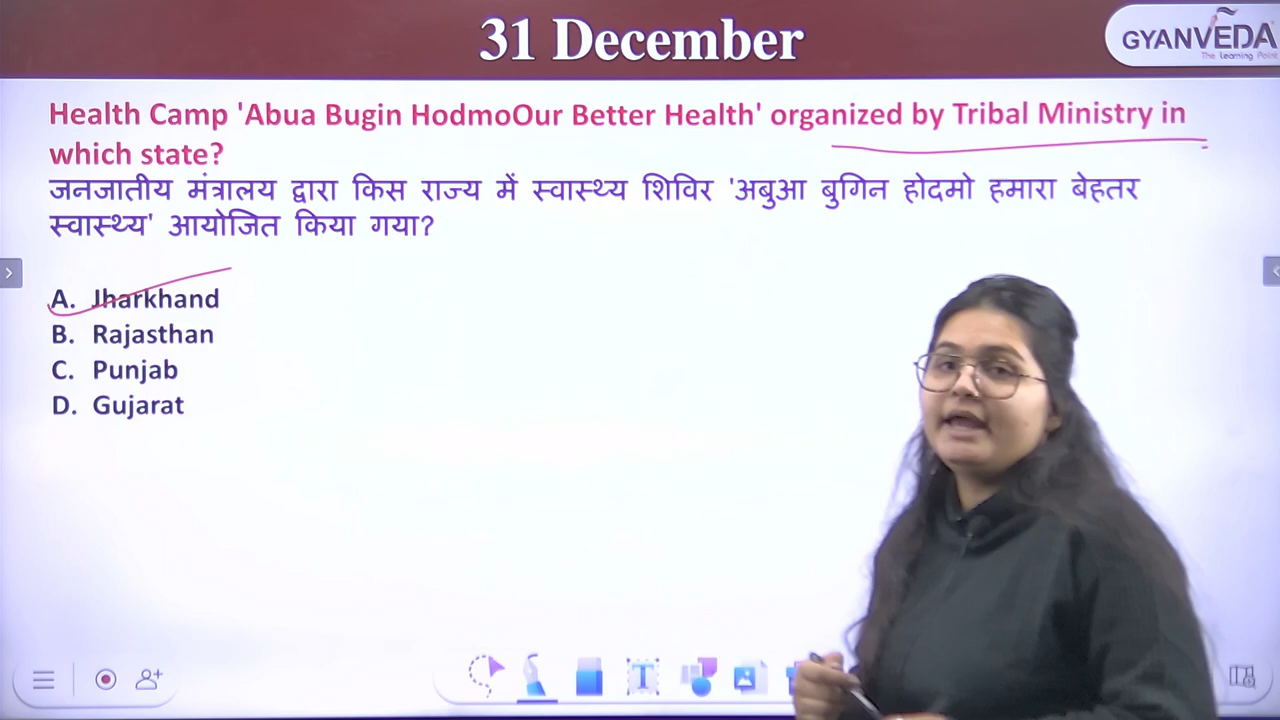 31 December
GYANVEDA
The Learning Point
Health Camp 'Abua Bugin HodmoOur Better Health' organized by Tribal Ministry in
which state?
जनजातीय मंत्रालय द्वारा किस राज्य में स्वास्थ्य शिविर 'अबुआ बुगिन होदमो हमारा बेहतर
स्वास्थ्य' आयोजित किया गया?
A. Jharkhand
B. Rajasthan
C. Punjab
D. Gujarat